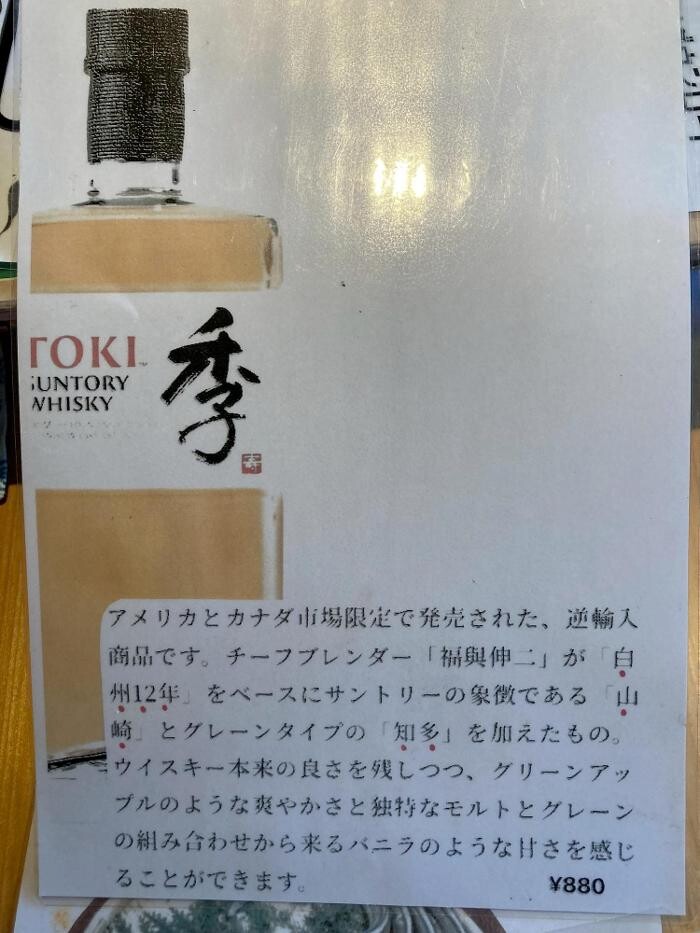 TOKI
SUNTORY
WHISKY
季
アメリカとカナダ市場限定で発売された、逆輸入
商品です。チーフブレンダー「福與伸二」が「白
州12年」をベースにサントリーの象徴である「山
崎」とグレーンタイプの「知多」を加えたもの。
ウイスキー本来の良さを残しつつ、グリーンアッ
プルのような爽やかさと独特なモルトとグレーン
の組み合わせから来るバニラのような甘さを感じ
ることができます。
¥880